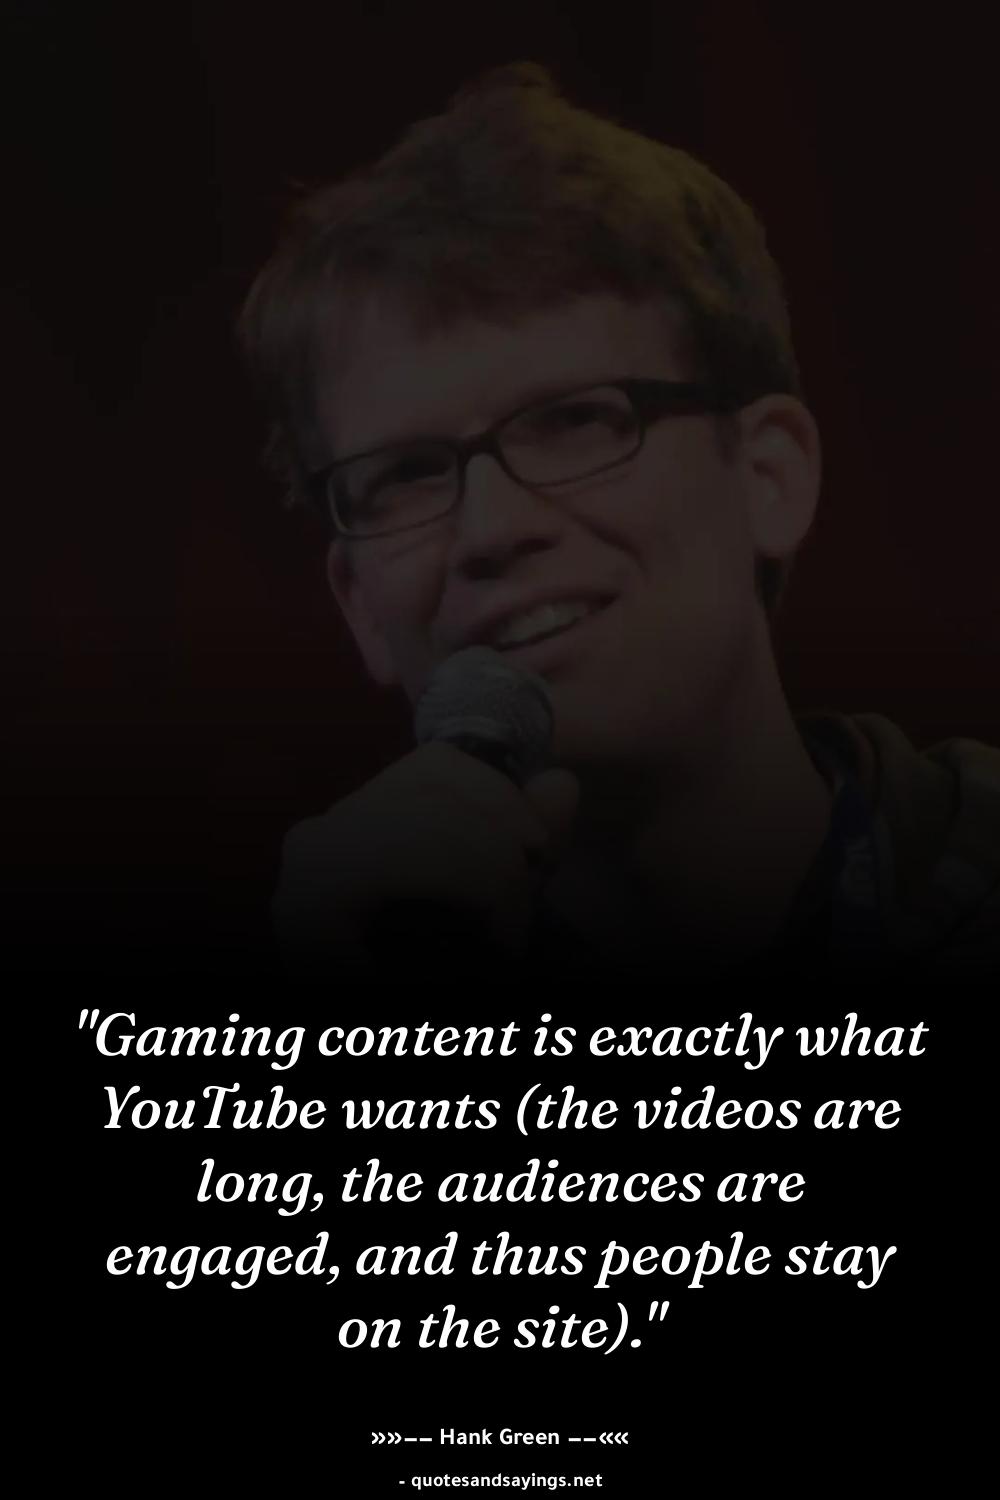 "Gaming content is exactly what
YouTube wants (the videos are
long, the audiences are
engaged, and thus people stay
on the site)."
»»—— Hank Green ——««
- quotesandsayings.net